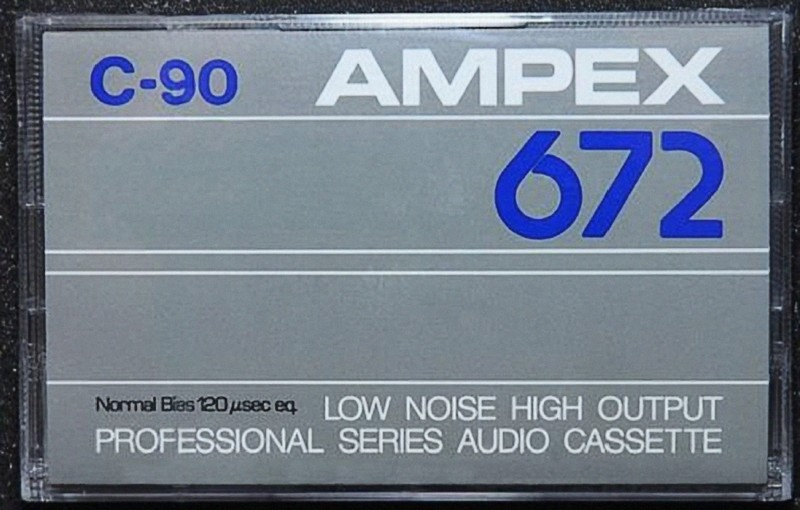 C-90 AMPEX
672
Normal Bias 120 µsec eq. LOW NOISE HIGH OUTPUT
PROFESSIONAL SERIES AUDIO CASSETTE